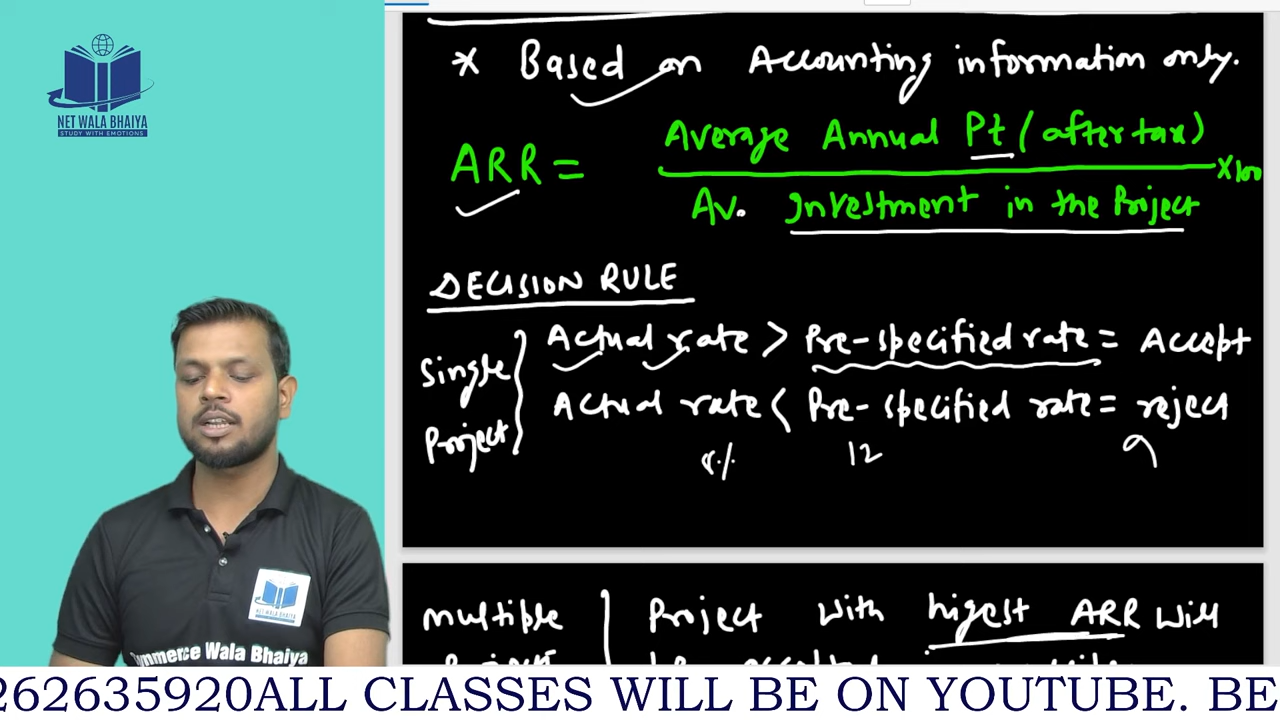 NET WALA BHAIYA
STUDY WITH EMOTIONS
* Based on Accounting information only.
ARR = Average Annual Pt (after tax)
Av. Investment in the Project
×100
DECISION RULE
Single Project
Actual rate > Pre-specified rate = Accept
Actual rate < Pre-specified rate = reject
8% 12
multiple
Project with higest ARR will
Commerce Wala Bhaiya
262635920ALL CLASSES WILL BE ON YOUTUBE. BE